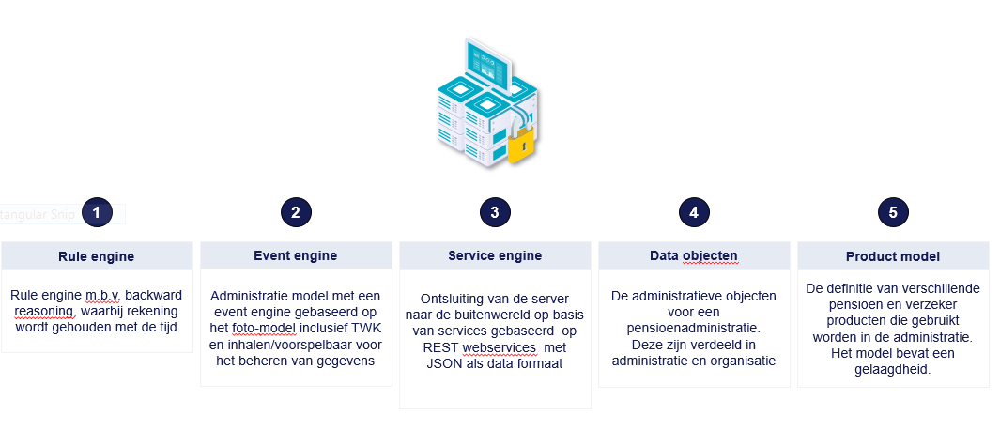 tangular Snip
1
2
3
4
5
Rule engine
Event engine
Service engine
Data objecten
Product model
Rule engine m.b.v. backward
reasoning, waarbij rekening
wordt gehouden met de tijd
Administratie model met een
event engine gebaseerd op
het foto-model inclusief TWK
en inhalen/voorspelbaar voor
het beheren van gegevens
Ontsluiting van de server
naar de buitenwereld op basis
van services gebaseerd op
REST webservices met
JSON als data formaat
De administratieve objecten
voor een
pensioenadministratie.
Deze zijn verdeeld in
administratie en organisatie
De definitie van verschillende
pensioen en verzeker
producten die gebruikt
worden in de administratie.
Het model bevat een
gelaagdheid.